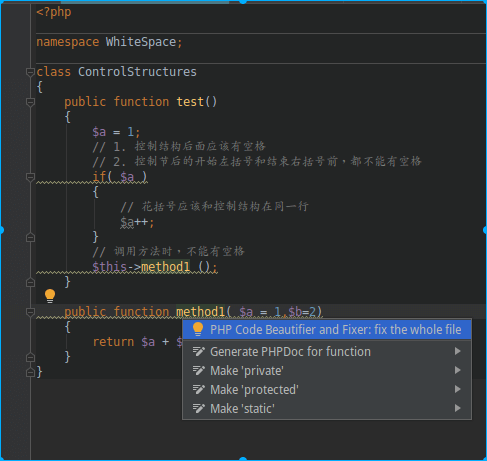 <?php
namespace WhiteSpace;
class ControlStructures
{
public function test()
{
$a = 1;
// 1. 控制结构后面应该有空格
// 2. 控制节后的开始左括号和结束右括号前，都不能有空格
if( $a )
{
// 花括号应该和控制结构在同一行
$a++;
}
// 调用方法时，不能有空格
$this->method1 ();
}
public function method1( $a = 1,$b=2)
{
return $a + $
}
}
PHP Code Beautifier and Fixer: fix the whole file
Generate PHPDoc for function
Make 'private'
Make 'protected'
Make 'static'